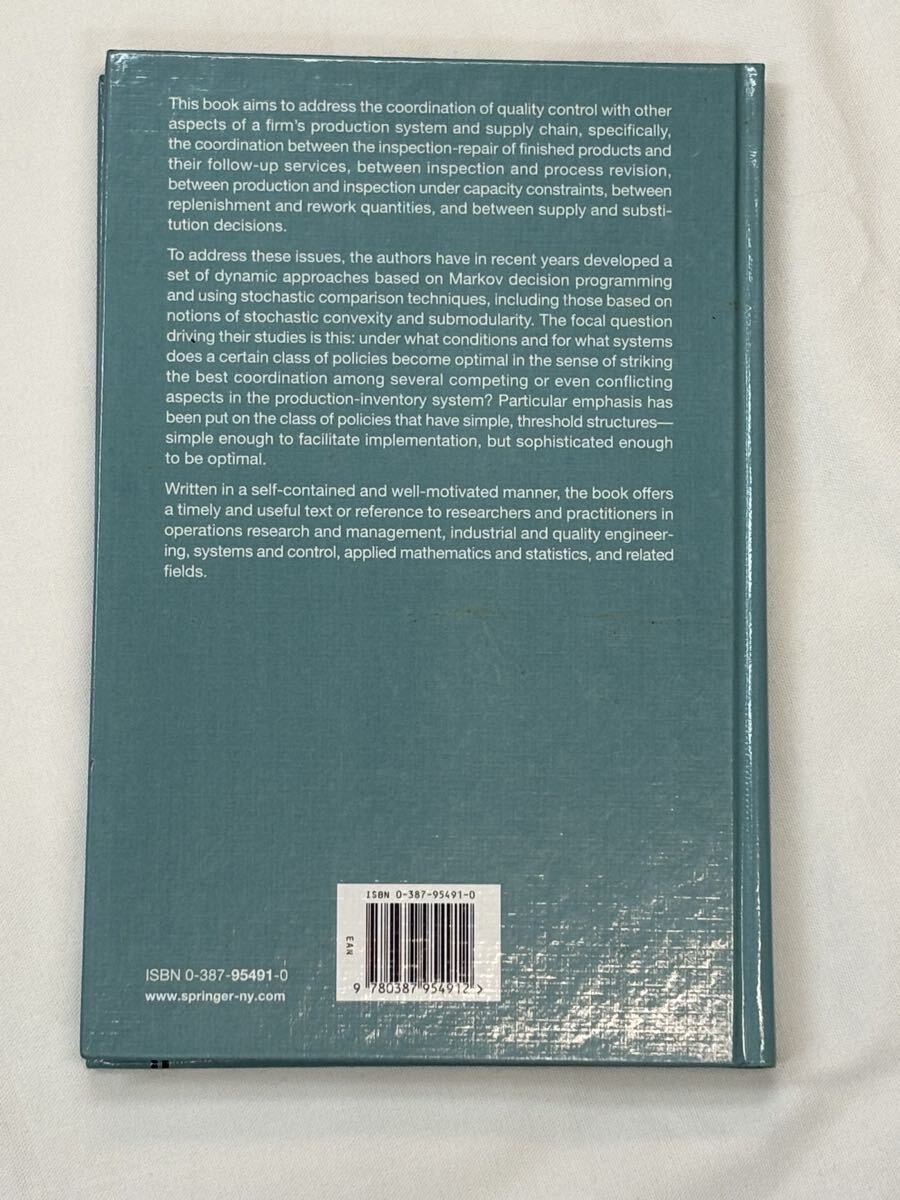 This book aims to address the coordination of quality control with other
aspects of a firm's production system and supply chain, specifically,
the coordination between the inspection-repair of finished products and
their follow-up services, between inspection and process revision,
between production and inspection under capacity constraints, between
replenishment and rework quantities, and between supply and substi-
tution decisions.
To address these issues, the authors have in recent years developed a
set of dynamic approaches based on Markov decision programming
and using stochastic comparison techniques, including those based on
notions of stochastic convexity and submodularity. The focal question
driving their studies is this: under what conditions and for what systems
does a certain class of policies become optimal in the sense of striking
the best coordination among several competing or even conflicting
aspects in the production-inventory system? Particular emphasis has
been put on the class of policies that have simple, threshold structures—
simple enough to facilitate implementation, but sophisticated enough
to be optimal.
Written in a self-contained and well-motivated manner, the book offers
a timely and useful text or reference to researchers and practitioners in
operations research and management, industrial and quality engineer-
ing, systems and control, applied mathematics and statistics, and related
fields.
ISBN 0-387-95491-0
EAN
9 780387 954912 >
ISBN 0-387-95491-0
www.springer-ny.com